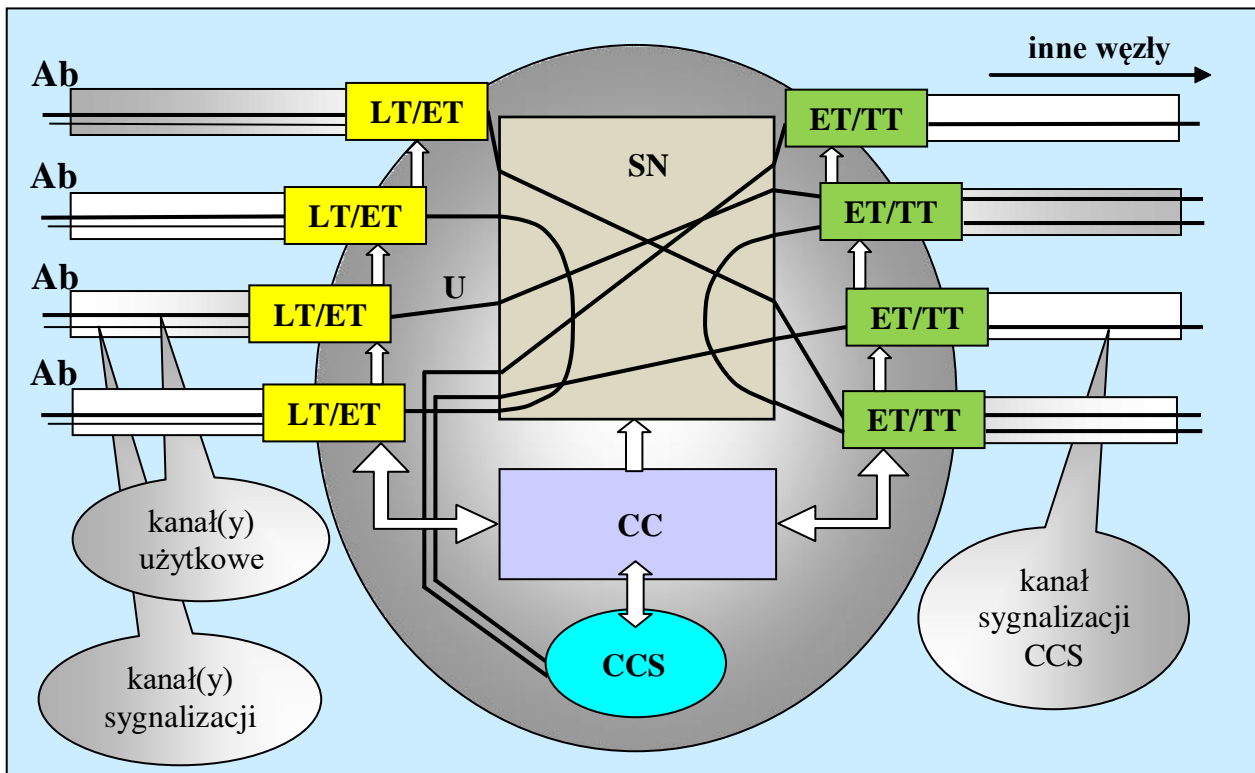 inne węzły
Ab
LT/ET
ET/TT
SN
Ab
LT/ET
ET/TT
Ab
U
LT/ET
ET/TT
Ab
LT/ET
ET/TT
kanał(y)
użytkowe
CC
kanał
sygnalizacji
CCS
CCS
kanał(y)
sygnalizacji